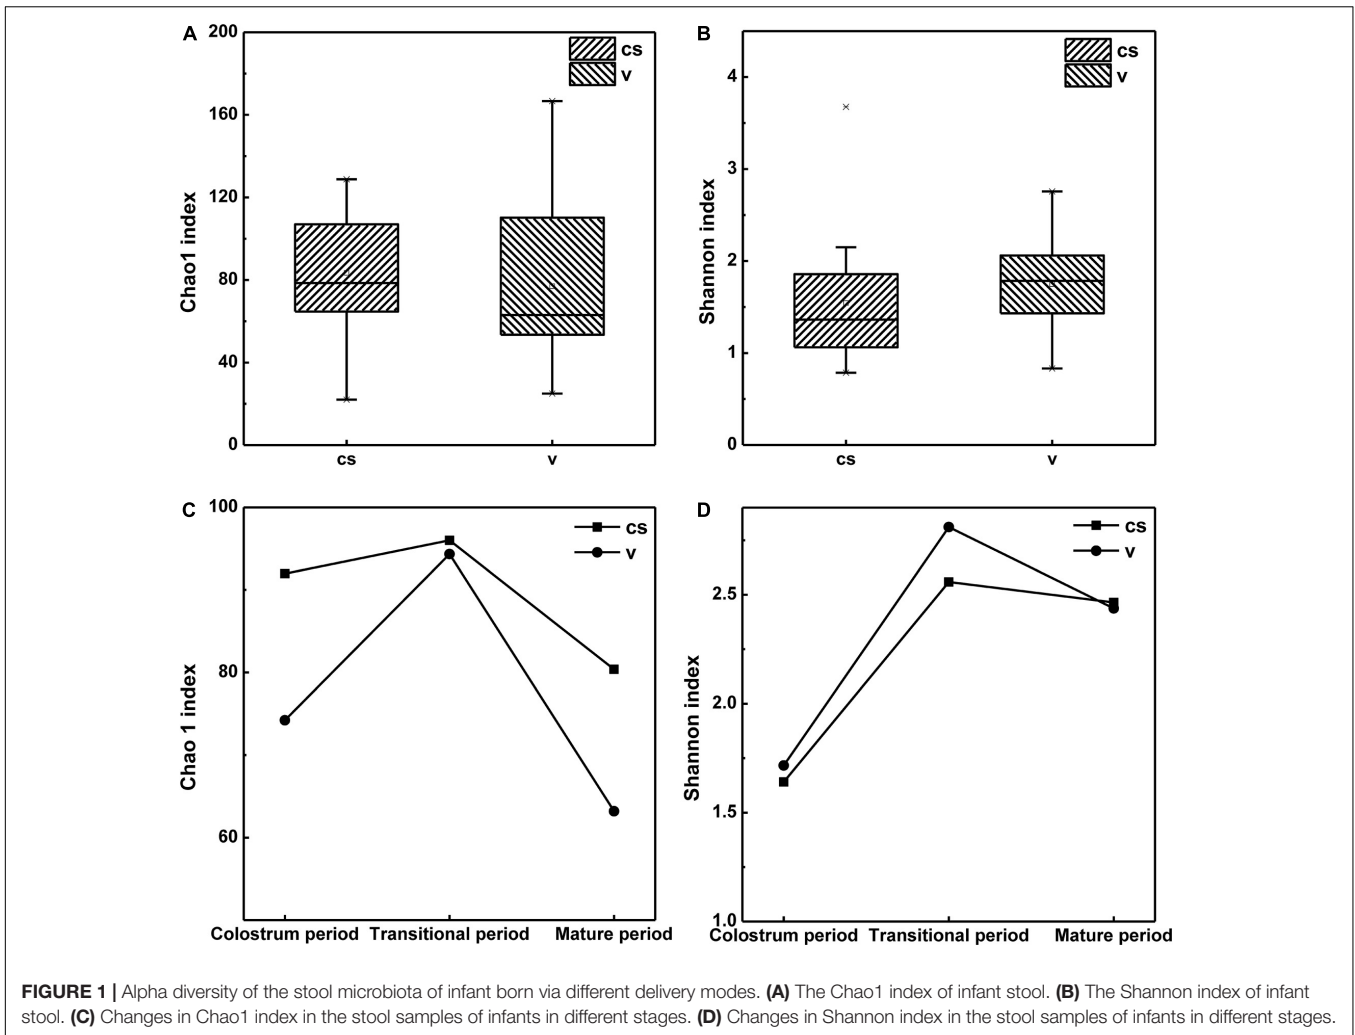 A
200
160
120
80
40
0
Chao1 index
cs
v
cs
v
B
4
3
2
1
0
Shannon index
cs
v
cs
v
C
100
80
60
Chao 1 index
cs
v
Colostrum period Transitional period Mature period
D
2.5
2.0
1.5
1.0
Shannon index
cs
v
Colostrum period Transitional period Mature period
FIGURE 1 | Alpha diversity of the stool microbiota of infant born via different delivery modes. (A) The Chao1 index of infant stool. (B) The Shannon index of infant
stool. (C) Changes in Chao1 index in the stool samples of infants in different stages. (D) Changes in Shannon index in the stool samples of infants in different stages.